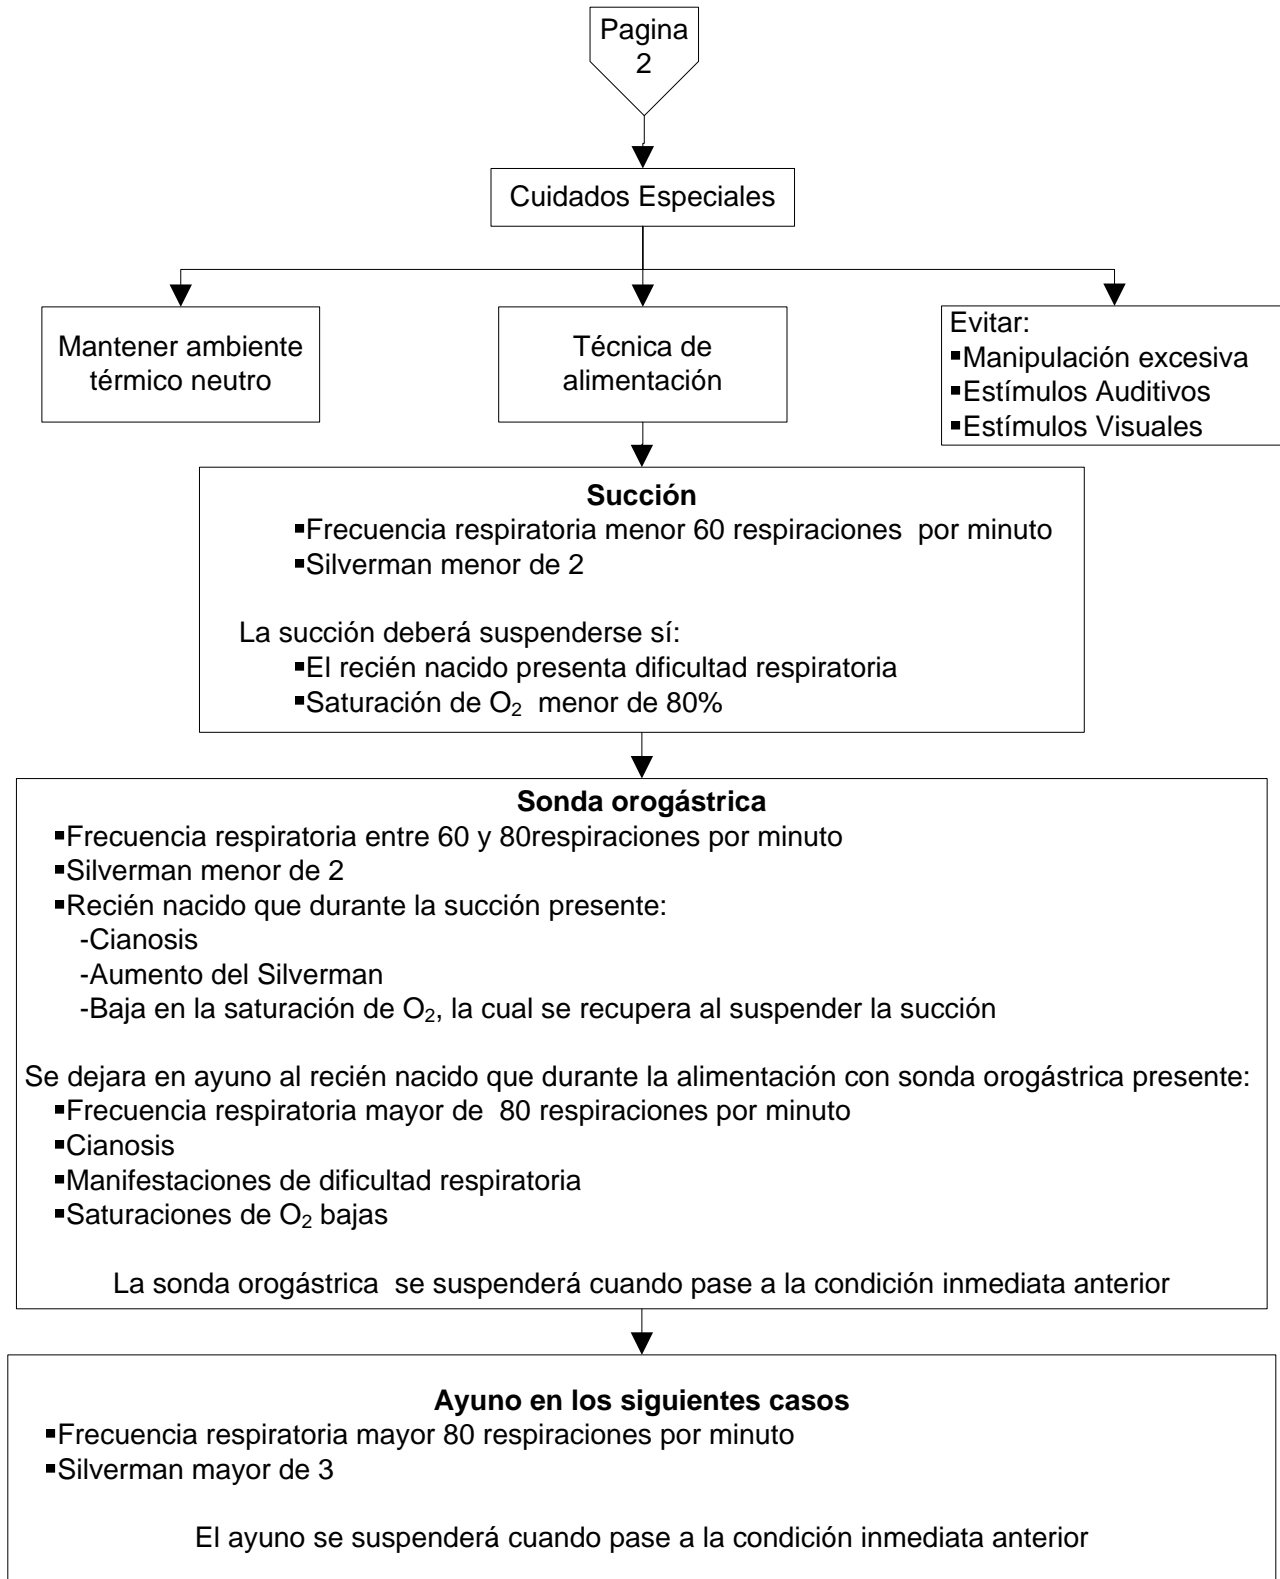 Pagina
2
Cuidados Especiales
Mantener ambiente
térmico neutro
Técnica de
alimentación
Evitar:
▪Manipulación excesiva
▪Estímulos Auditivos
▪Estímulos Visuales
Succión
▪Frecuencia respiratoria menor 60 respiraciones  por minuto
▪Silverman menor de 2
La succión deberá suspenderse sí:
▪El recién nacido presenta dificultad respiratoria
▪Saturación de O₂  menor de 80%
Sonda orogástrica
▪Frecuencia respiratoria entre 60 y 80respiraciones por minuto
▪Silverman menor de 2
▪Recién nacido que durante la succión presente:
-Cianosis
-Aumento del Silverman
-Baja en la saturación de O₂, la cual se recupera al suspender la succión
Se dejara en ayuno al recién nacido que durante la alimentación con sonda orogástrica presente:
▪Frecuencia respiratoria mayor de  80 respiraciones por minuto
▪Cianosis
▪Manifestaciones de dificultad respiratoria
▪Saturaciones de O₂ bajas
La sonda orogástrica  se suspenderá cuando pase a la condición inmediata anterior
Ayuno en los siguientes casos
▪Frecuencia respiratoria mayor 80 respiraciones por minuto
▪Silverman mayor de 3
El ayuno se suspenderá cuando pase a la condición inmediata anterior